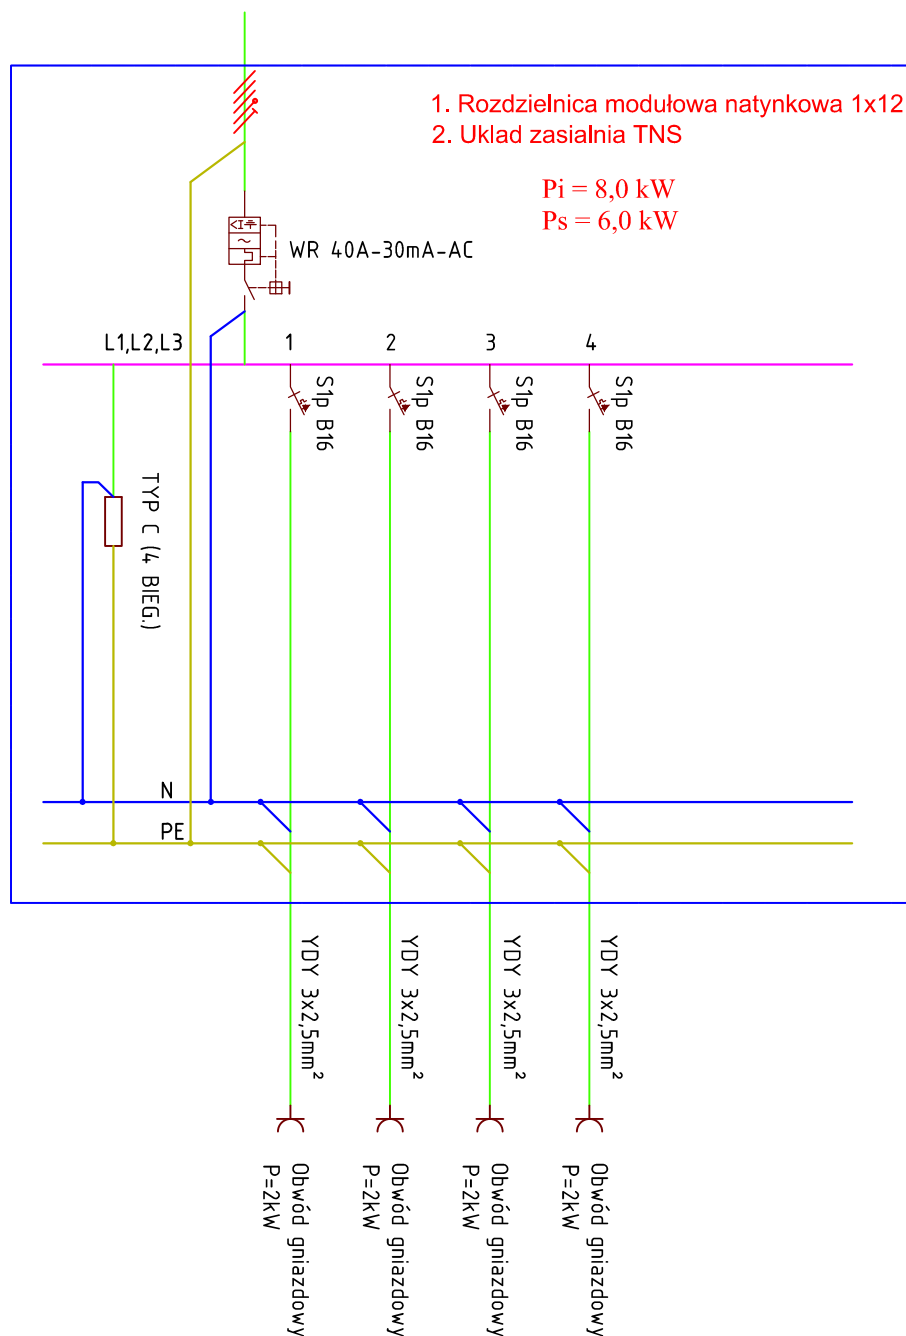 1. Rozdzielnica modułowa natynkowa 1x12
2. Uklad zasialnia TNS
Pi = 8,0 kW
Ps = 6,0 kW
WR 40A-30mA-AC
L1,L2,L3
1
2
3
4
S1p B16
S1p B16
S1p B16
S1p B16
TYP C (4 BIEG.)
N
PE
YDY 3x2,5mm²
YDY 3x2,5mm²
YDY 3x2,5mm²
YDY 3x2,5mm²
Obwód gniazdowy
P=2kW
Obwód gniazdowy
P=2kW
Obwód gniazdowy
P=2kW
Obwód gniazdowy
P=2kW